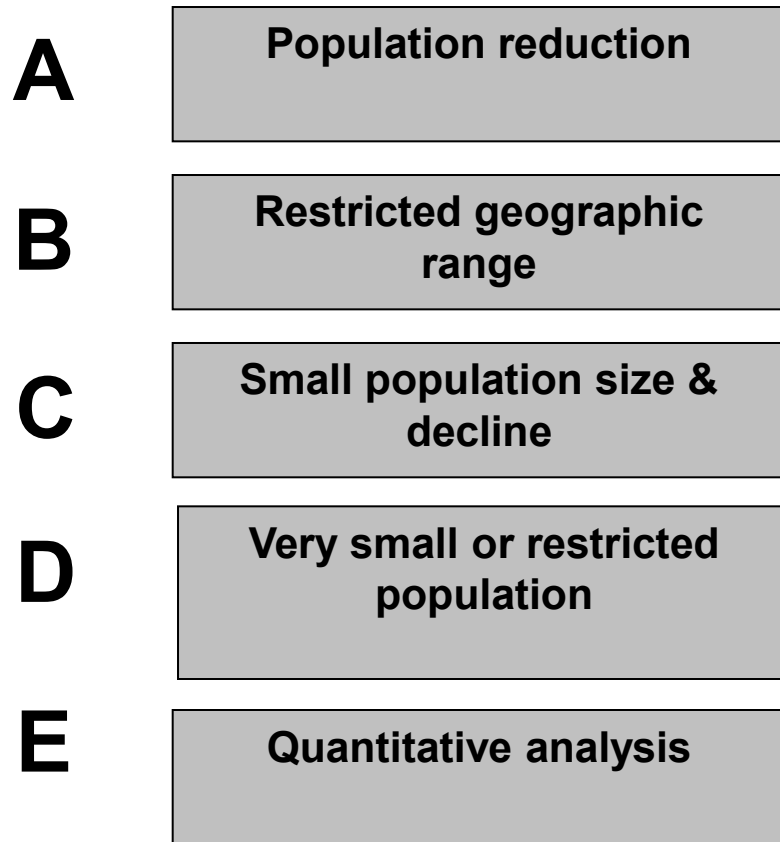 A
Population reduction
B
Restricted geographic
range
C
Small population size &
decline
D
Very small or restricted
population
E
Quantitative analysis